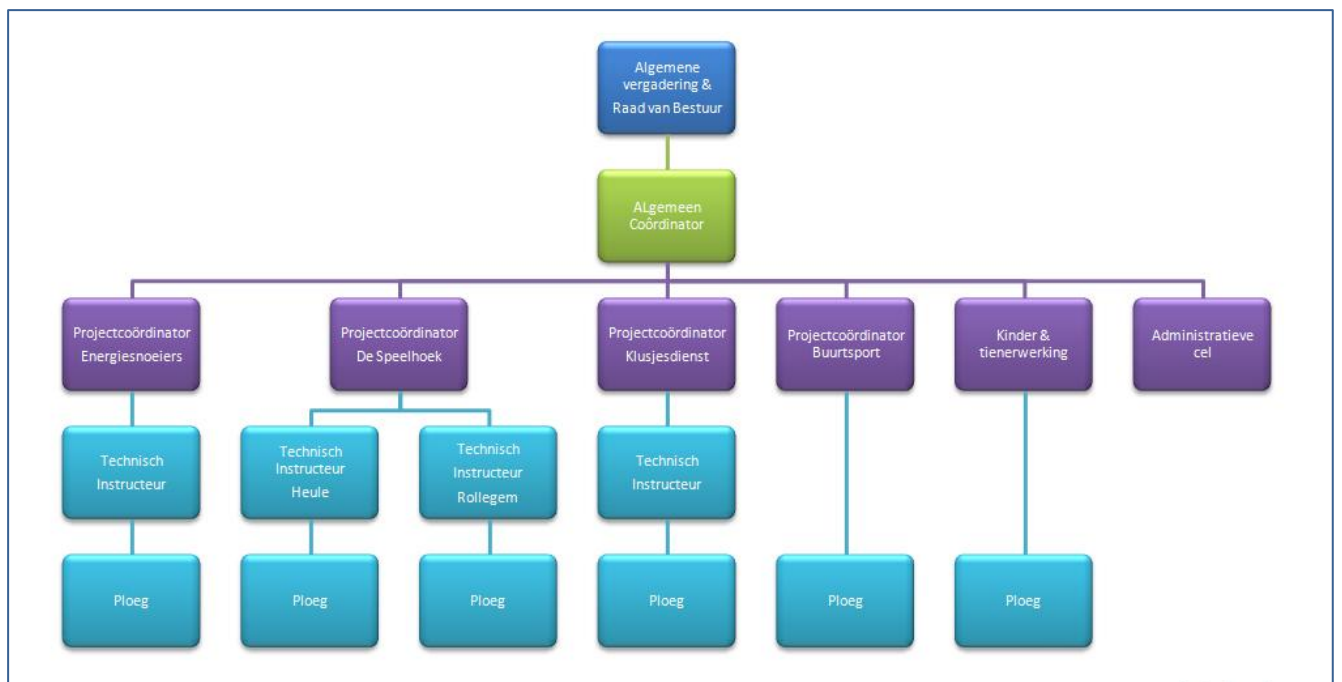 Algemene
vergadering &
Raad van Bestuur
ALgemeen
Coôrdinator
Projectcoördinator
Energiesnoeiers
Projectcoördinator
De Speelhoek
Projectcoördinator
Klusjesdienst
Projectcoördinator
Buurtsport
Kinder &
tienerwerking
Administratieve
cel
Technisch
Instructeur
Technisch
Instructeur
Heule
Technisch
Instructeur
Rollegem
Technisch
Instructeur
Ploeg
Ploeg
Ploeg
Ploeg
Ploeg
Ploeg